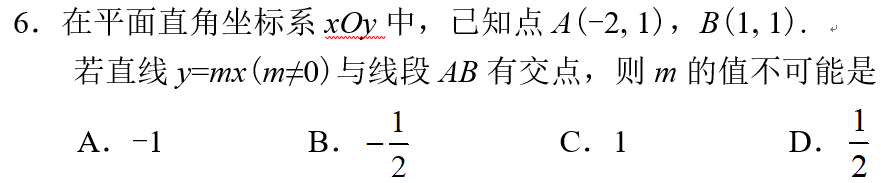 6．在平面直角坐标系 xOy 中，已知点 A(-2, 1)，B(1, 1)．
若直线 y=mx(m≠0)与线段 AB 有交点，则 m 的值不可能是
A．-1 B．-1/2 C．1 D．1/2